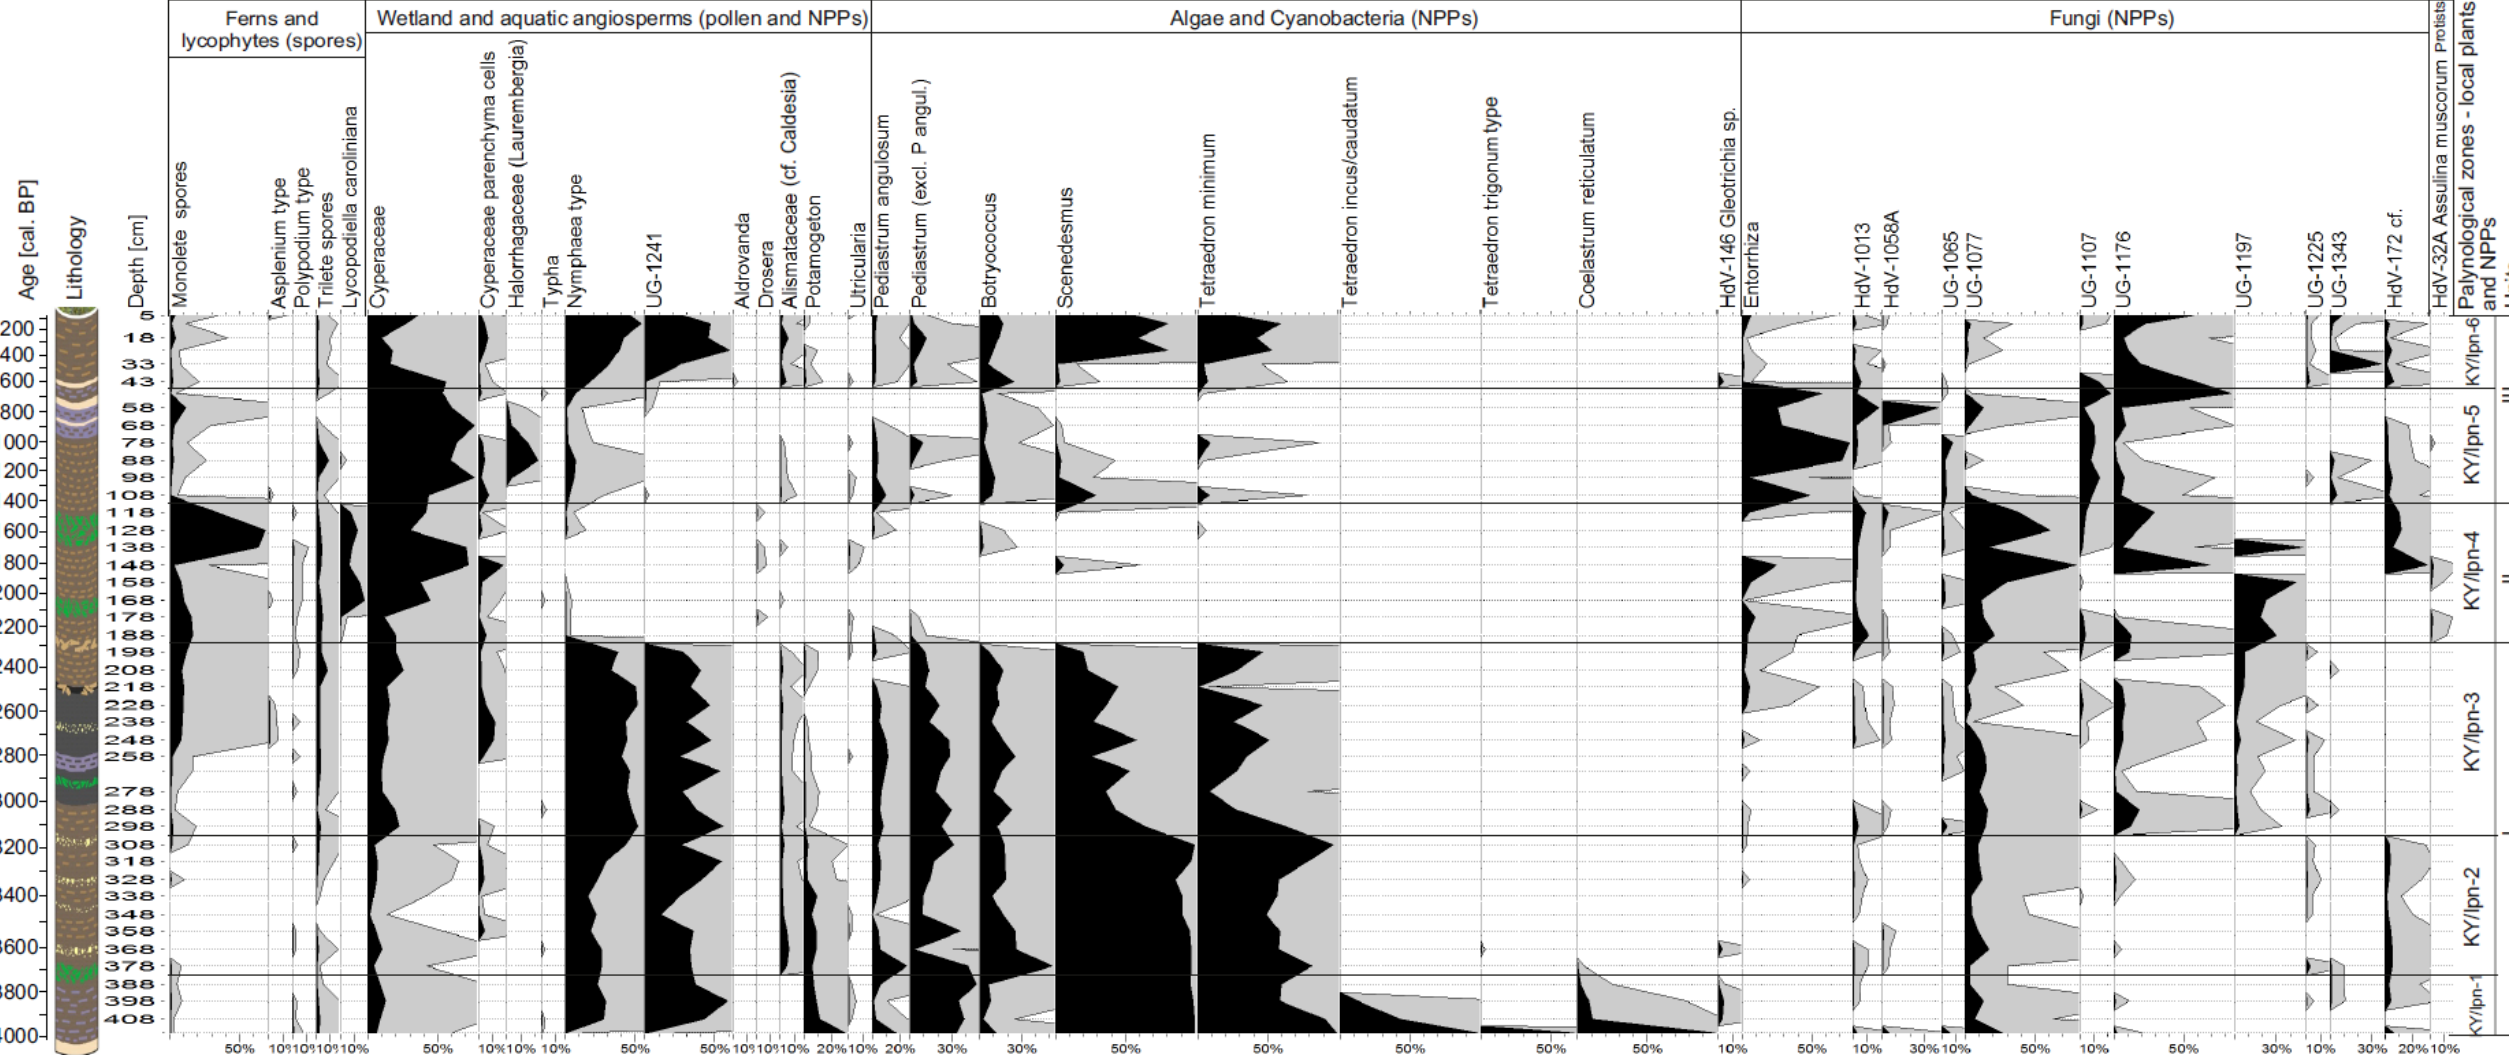 Ferns and
lycophytes (spores)
Wetland and aquatic angiosperms (pollen and NPPs)
Algae and Cyanobacteria (NPPs)
Fungi (NPPs)
Age [cal. BP]
Lithology
Depth [cm]
Monolete spores
Asplenium type
Polypodium type
Trilete spores
Lycopodiella caroliniana
Cyperaceae
Cyperaceae parenchyma cells
Halorrhagaceae (Laurembergia)
Typha
Nymphaea type
UG-1241
Aldrovanda
Drosera
Alismataceae (cf. Caldesia)
Potamogeton
Utricularia
Pediastrum angulosum
Pediastrum (excl. P angul.)
Botryococcus
Scenedesmus
Tetraedron minimum
Tetraedron incus/caudatum
Tetraedron trigonum type
Coelastrum reticulatum
HdV-146 Gleotrichia sp.
Entorrhiza
HdV-1013
HdV-1058A
UG-1065
UG-1077
UG-1107
UG-1176
UG-1197
UG-1225
UG-1343
HdV-172 cf.
HdV-32A Assulina muscorum Protists
Palynological zones - local plants
and NPPs
200
400
600
800
000
200
400
600
800
2000
2200
2400
2600
2800
3000
3200
3400
3600
3800
4000
5
18
33
43
58
68
78
88
98
108
118
128
138
148
158
168
178
188
198
208
218
228
238
248
258
278
288
298
308
318
328
338
348
358
368
378
388
398
408
KY/lpn-6
KY/lpn-5
KY/lpn-4
KY/lpn-3
KY/lpn-2
KY/lpn-1
50% 10% 10% 10% 10% 50% 10% 10% 10% 50% 50% 10% 10% 10% 20% 10% 20% 30% 30% 50% 50% 50% 50% 50% 10% 50% 10% 30% 10% 50% 10% 50% 30% 10% 10% 20% 10%